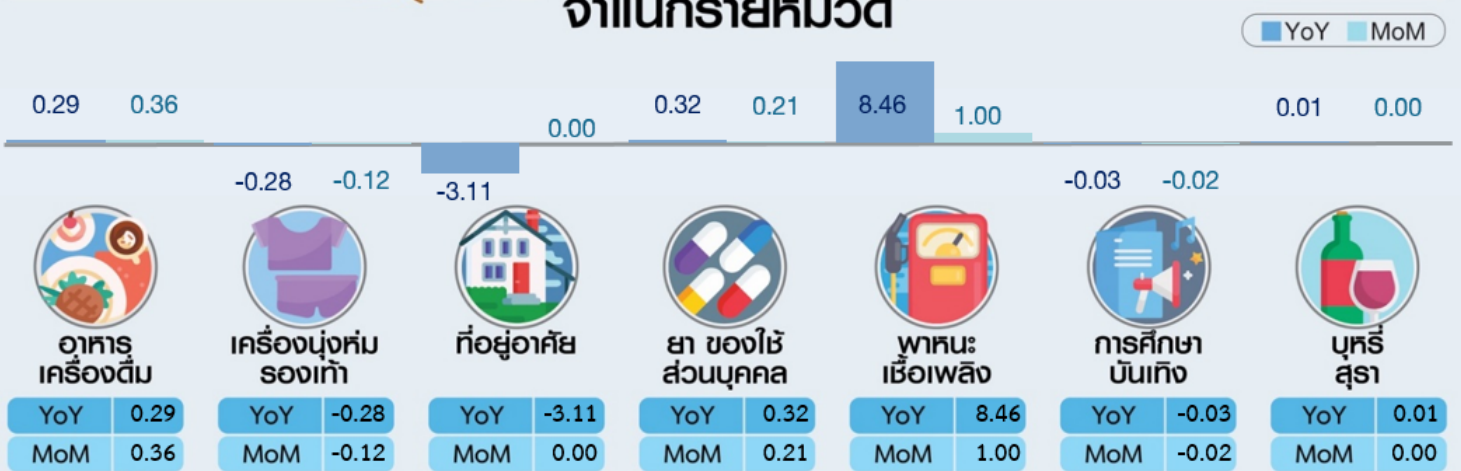 จำแนกรายหมวด
YoY MoM
0.29 0.36 -0.28 -0.12 -3.11 0.00 0.32 0.21 8.46 1.00 -0.03 -0.02 0.01 0.00
อาหาร
เครื่องดื่ม
เครื่องนุ่งห่ม
รองเท้า
ที่อยู่อาศัย
ยา ของใช้
ส่วนบุคคล
พาหนะ
เชื้อเพลิง
การศึกษา
บันเทิง
บุหรี่
สุรา
YoY 0.29 YoY -0.28 YoY -3.11 YoY 0.32 YoY 8.46 YoY -0.03 YoY 0.01
MoM 0.36 MoM -0.12 MoM 0.00 MoM 0.21 MoM 1.00 MoM -0.02 MoM 0.00